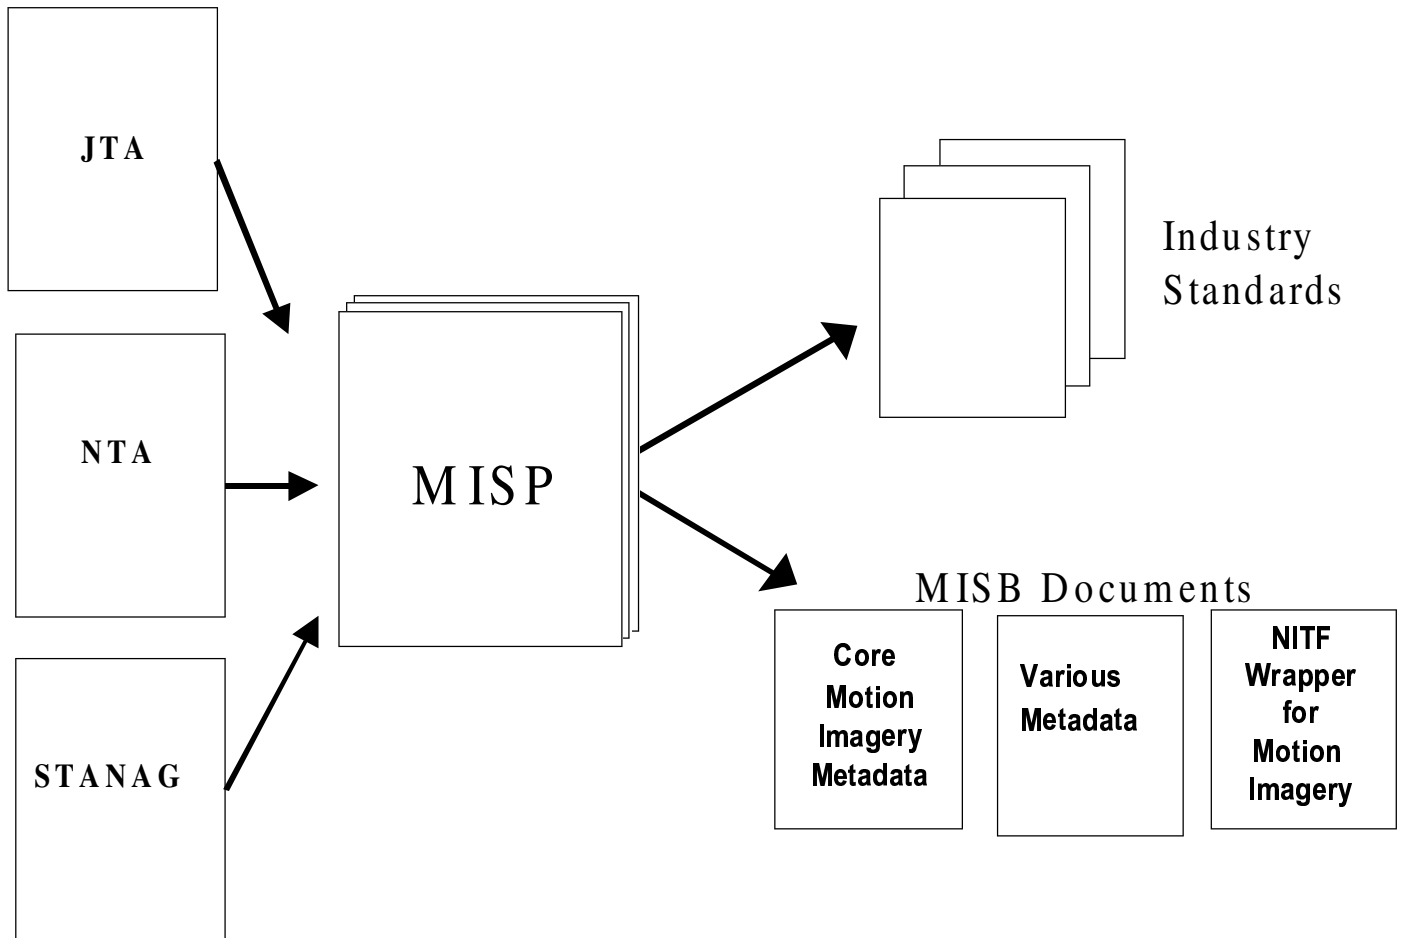 JTA
NTA
STANAG
MISP
Industry
Standards
MISB Documents
Core
Motion
Imagery
Metadata
Various
Metadata
NITF
Wrapper
for
Motion
Imagery